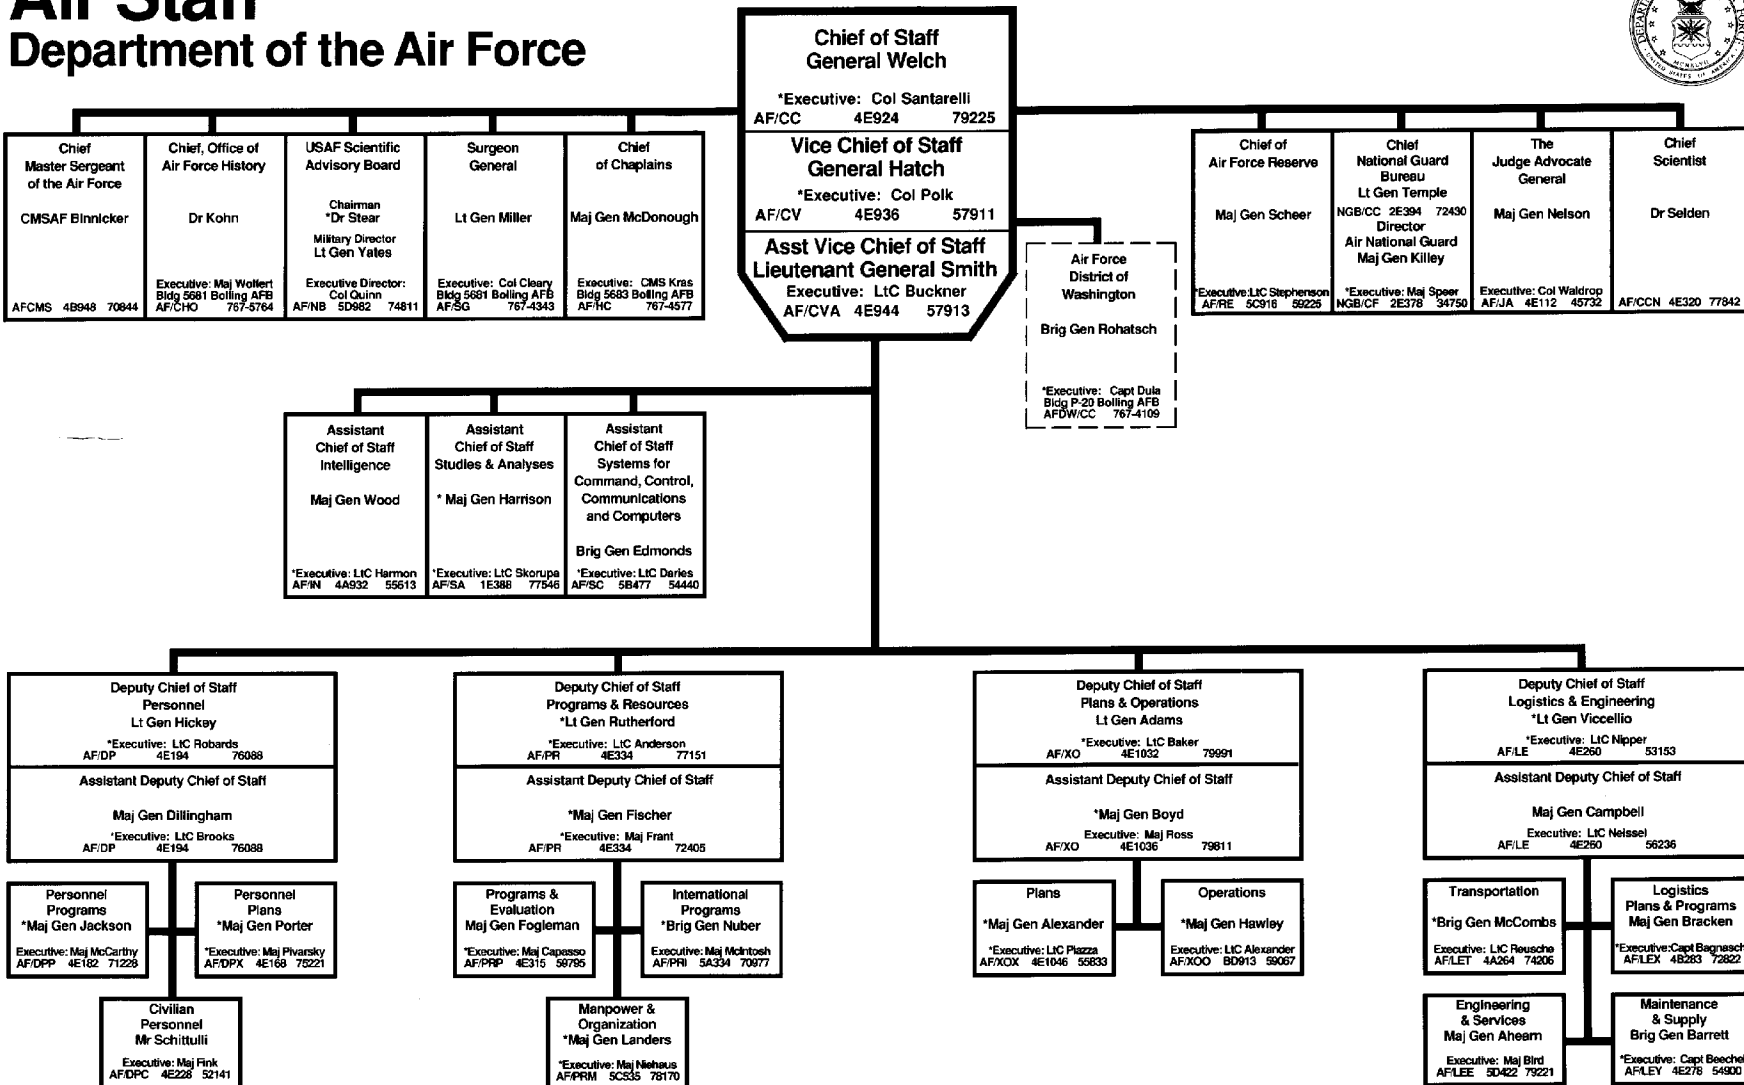 Air Staff
Department of the Air Force
Chief of Staff
General Welch
*Executive: Col Santarelli
AF/CC 4E924 79225
Vice Chief of Staff
General Hatch
*Executive: Col Polk
AF/CV 4E936 57911
Asst Vice Chief of Staff
Lieutenant General Smith
Executive: LtC Buckner
AF/CVA 4E944 57913
Chief
Master Sergeant
of the Air Force
CMSAF Binnicker
AFCMS 4B948 70844
Chief, Office of
Air Force History
Dr Kohn
Executive: Maj Wolfert
Bldg 5681 Bolling AFB
AF/CHO 767-5764
USAF Scientific
Advisory Board
Chairman
*Dr Stear
Military Director
Lt Gen Yates
Executive Director:
Col Quinn
AF/NB 5D982 74811
Surgeon
General
Lt Gen Miller
Executive: Col Cleary
Bldg 5681 Bolling AFB
AF/SG 767-4343
Chief
of Chaplains
Maj Gen McDonough
Executive: CMS Kras
Bldg 5683 Bolling AFB
AF/HC 767-4577
Chief of
Air Force Reserve
Maj Gen Scheer
*Executive:LtC Stephenson
AF/RE 5C916 59225
Chief
National Guard
Bureau
Lt Gen Temple
NGB/CC 2E394 72430
Director
Air National Guard
Maj Gen Killey
*Executive: Maj Speer
NGB/CF 2E378 34750
The
Judge Advocate
General
Maj Gen Nelson
Executive: Col Waldrop
AF/JA 4E112 45732
Chief
Scientist
Dr Selden
AF/CCN 4E320 77842
Air Force
District of
Washington
Brig Gen Rohatsch
*Executive: Capt Dula
Bldg P-20 Bolling AFB
AFDW/CC 767-4109
Assistant
Chief of Staff
Intelligence
Maj Gen Wood
*Executive: LtC Harmon
AF/IN 4A932 55613
Assistant
Chief of Staff
Studies & Analyses
* Maj Gen Harrison
*Executive: LtC Skorupa
AF/SA 1E388 77546
Assistant
Chief of Staff
Systems for
Command, Control,
Communications
and Computers
Brig Gen Edmonds
*Executive: LtC Daries
AF/SC 5B477 54440
Deputy Chief of Staff
Personnel
Lt Gen Hickey
*Executive: LtC Robards
AF/DP 4E194 76088
Assistant Deputy Chief of Staff
Maj Gen Dillingham
*Executive: LtC Brooks
AF/DP 4E194 76088
Personnel
Programs
*Maj Gen Jackson
Executive: Maj McCarthy
AF/DPP 4E182 71228
Personnel
Plans
*Maj Gen Porter
*Executive: Maj Pivarsky
AF/DPX 4E168 75221
Civilian
Personnel
Mr Schittulli
Executive: Maj Fink
AF/DPC 4E228 52141
Deputy Chief of Staff
Programs & Resources
*Lt Gen Rutherford
*Executive: LtC Anderson
AF/PR 4E334 77151
Assistant Deputy Chief of Staff
*Maj Gen Fischer
*Executive: Maj Frant
AF/PR 4E334 72405
Programs &
Evaluation
Maj Gen Fogleman
*Executive: Maj Capasso
AF/PRP 4E315 59795
International
Programs
*Brig Gen Nuber
Executive: Maj McIntosh
AF/PRI 5A334 70977
Manpower &
Organization
*Maj Gen Landers
*Executive: Maj Niehaus
AF/PRM 5C535 78170
Deputy Chief of Staff
Plans & Operations
Lt Gen Adams
*Executive: LtC Baker
AF/XO 4E1032 79991
Assistant Deputy Chief of Staff
*Maj Gen Boyd
Executive: Maj Ross
AF/XO 4E1036 79811
Plans
*Maj Gen Alexander
*Executive: LtC Piazza
AF/XOX 4E1046 55833
Operations
*Maj Gen Hawley
Executive: LtC Alexander
AF/XOO BD913 59067
Deputy Chief of Staff
Logistics & Engineering
*Lt Gen Viccellio
*Executive: LtC Nipper
AF/LE 4E260 53153
Assistant Deputy Chief of Staff
Maj Gen Campbell
Executive: LtC Neissel
AF/LE 4E260 56236
Transportation
*Brig Gen McCombs
Executive: LtC Reusche
AF/LET 4A264 74206
Logistics
Plans & Programs
Maj Gen Bracken
*Executive:Capt Bagnasch
AF/LEX 4B283 72822
Engineering
& Services
Maj Gen Ahearn
Executive: Maj Bird
AF/LEE 5D422 79221
Maintenance
& Supply
Brig Gen Barrett
*Executive: Capt Beechel
AF/LEY 4E278 54900